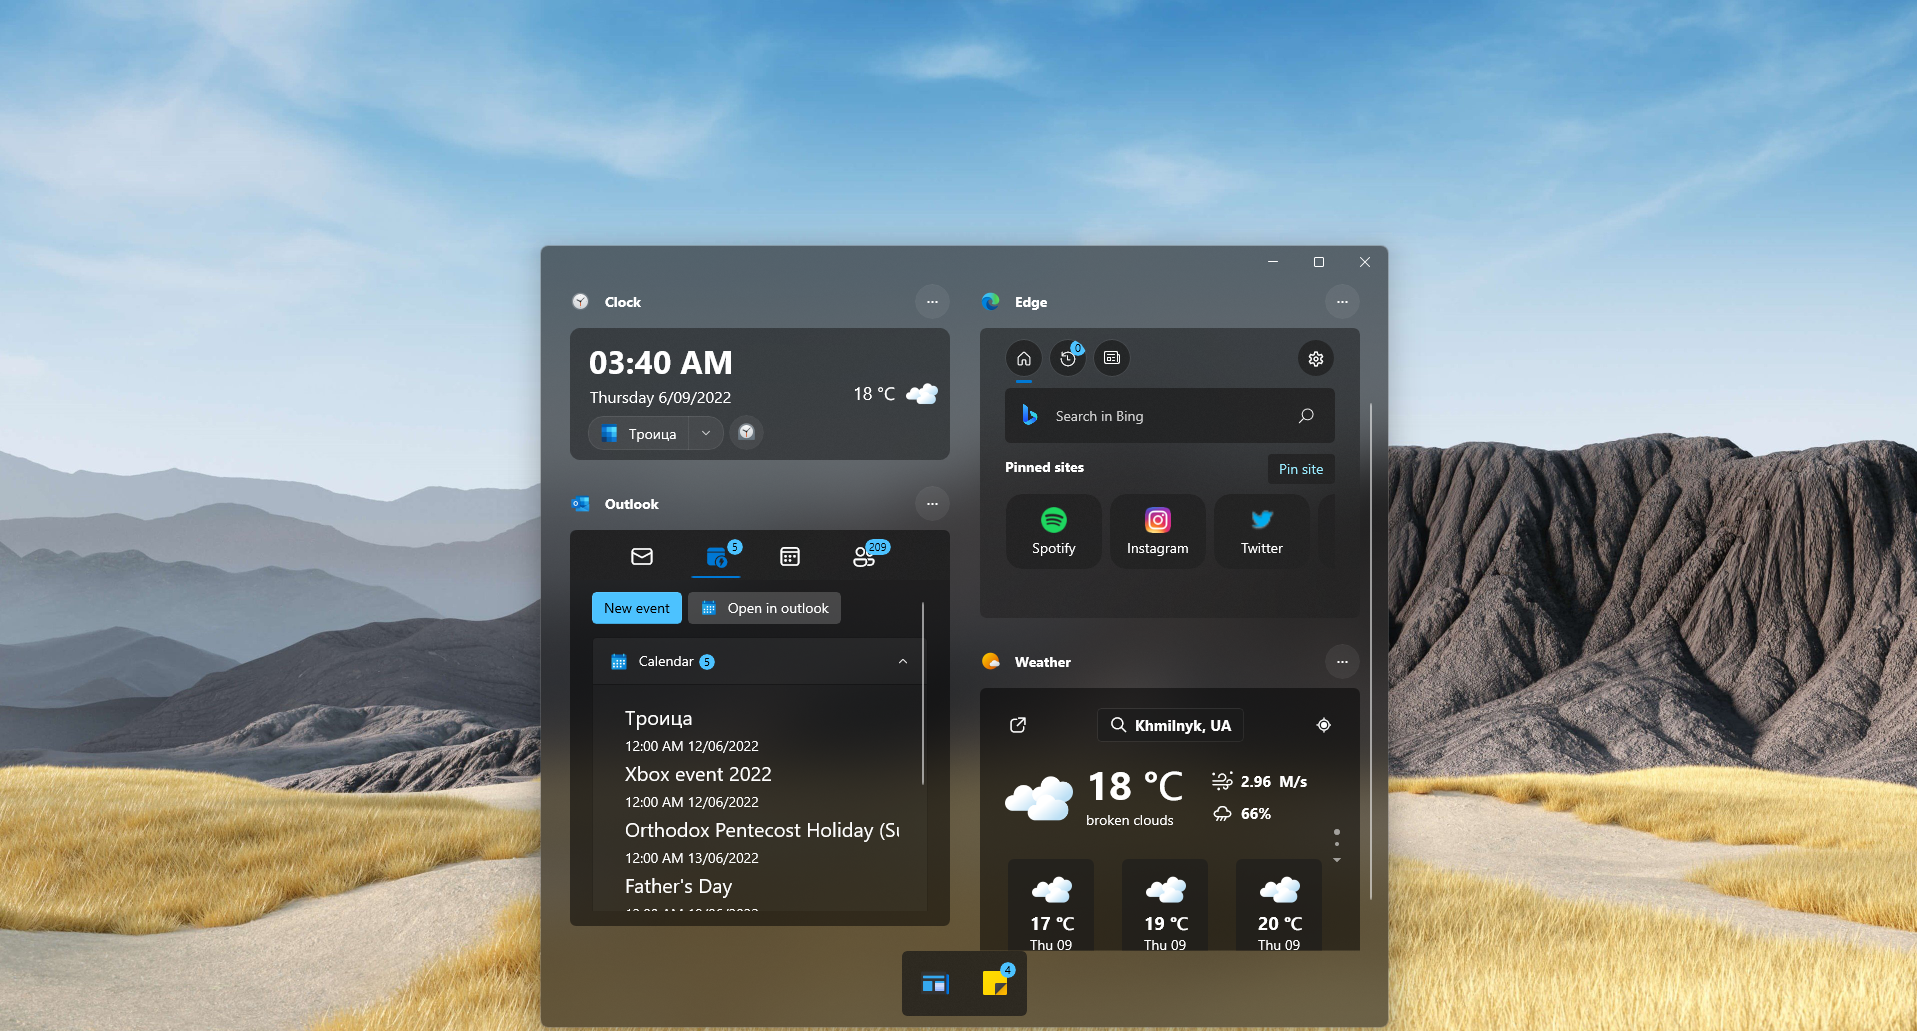 Clock
03:40 AM
Thursday 6/09/2022
18 °C
Троица
Outlook
5
209
New event
Open in outlook
Calendar 5
Троица
12:00 AM 12/06/2022
Xbox event 2022
12:00 AM 12/06/2022
Orthodox Pentecost Holiday (Su
12:00 AM 13/06/2022
Father's Day
Edge
0
Search in Bing
Pinned sites
Pin site
Spotify
Instagram
Twitter
Weather
Khmilnyk, UA
18 °C
broken clouds
2.96 M/s
66%
17 °C
Thu 09
19 °C
Thu 09
20 °C
Thu 09
4